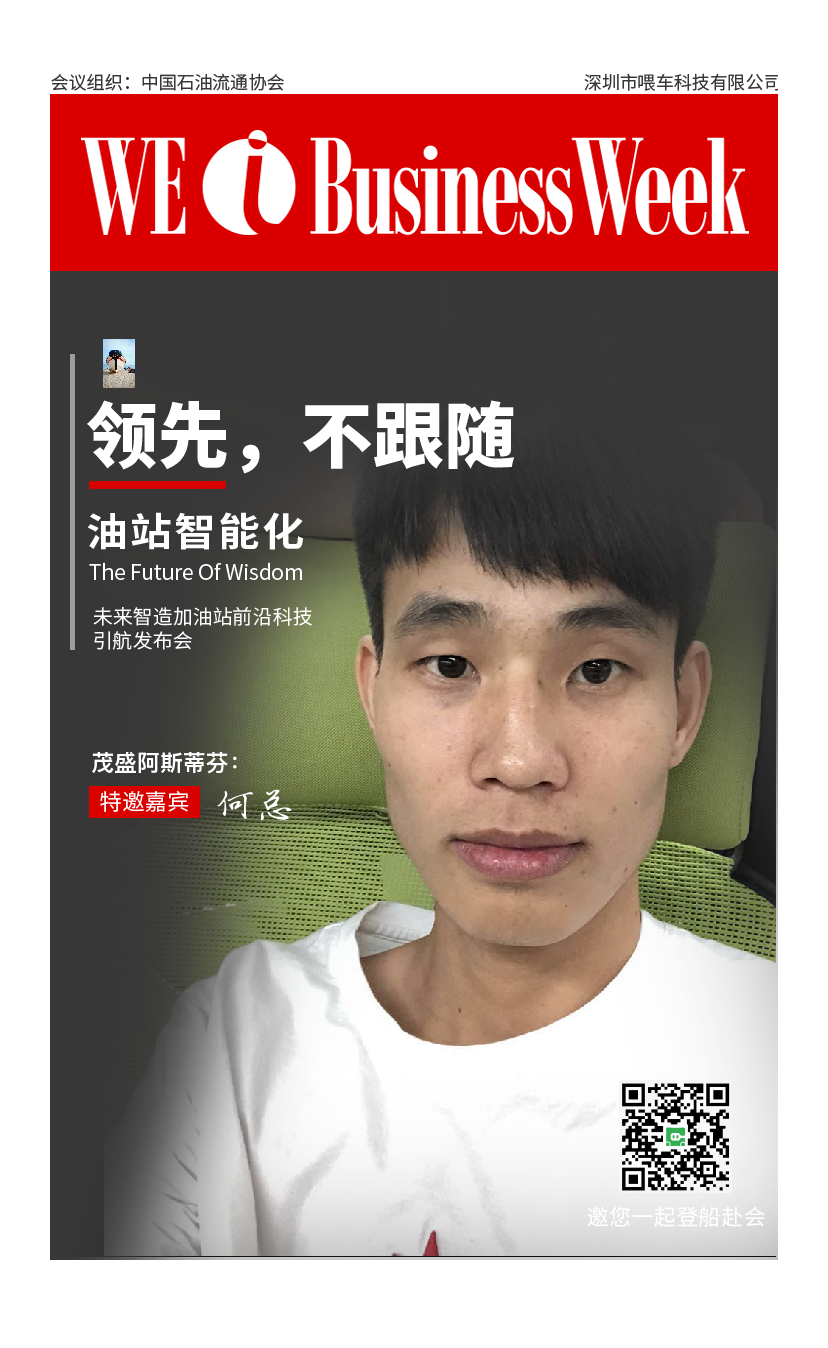 会议组织：中国石油流通协会
深圳市喂车科技有限公司
WE i BusinessWeek
领先，不跟随
油站智能化
The Future Of Wisdom
未来智造加油站前沿科技
引航发布会
茂盛阿斯蒂芬：
特邀嘉宾
何总
邀您一起登船赴会